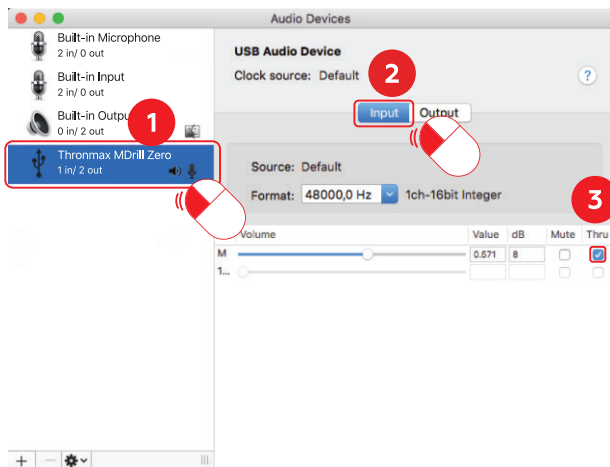 Audio Devices
Built-in Microphone
2 in/ 0 out
Built-in Input
2 in/ 0 out
Built-in Outpu
0 in/ 2 out
1
Thronmax MDrill Zero
1 in/ 2 out
USB Audio Device
Clock source: Default
2
?
Input Output
Source: Default
Format: 48000,0 Hz 1ch-16bit Integer
3
Volume Value dB Mute Thru
M 0.571 8
1...